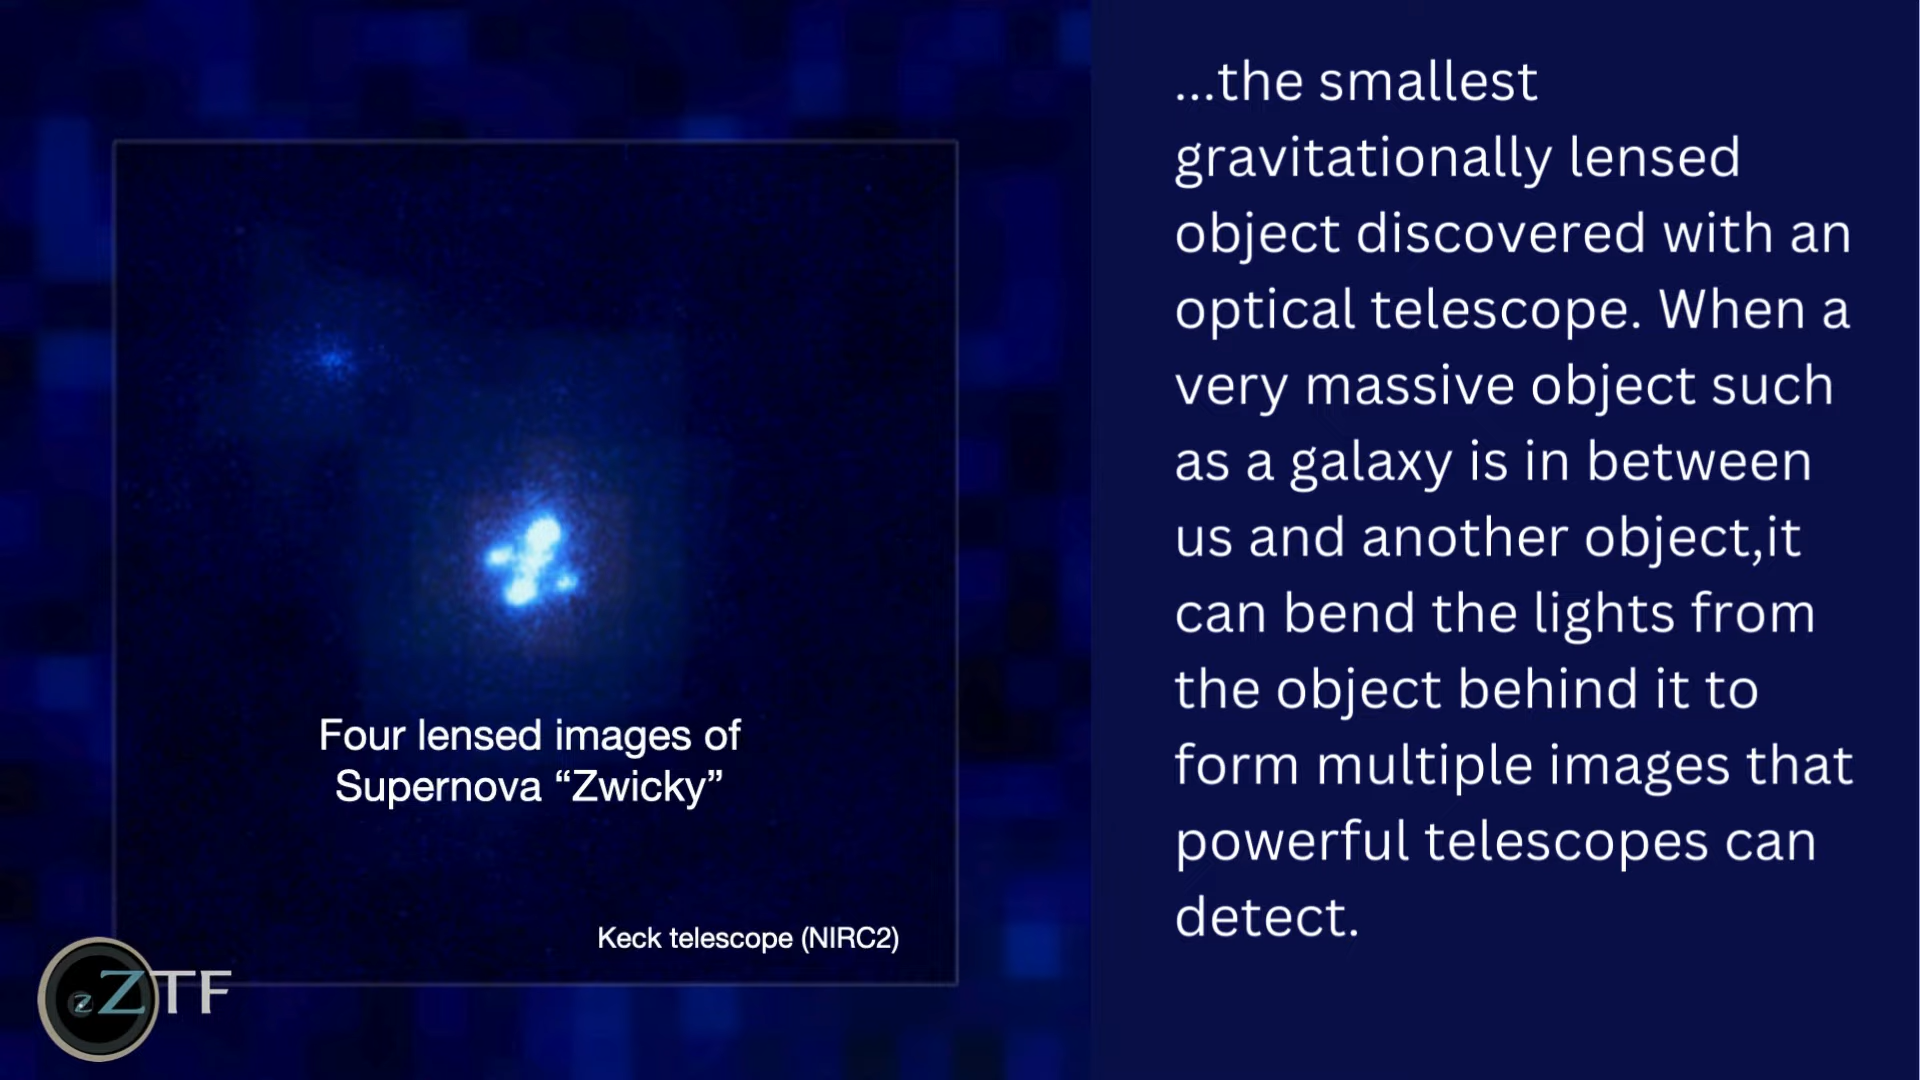 ...the smallest
gravitationally lensed
object discovered with an
optical telescope. When a
very massive object such
as a galaxy is in between
us and another object,it
can bend the lights from
the object behind it to
form multiple images that
powerful telescopes can
detect.
Four lensed images of
Supernova “Zwicky”
Keck telescope (NIRC2)
zZTF